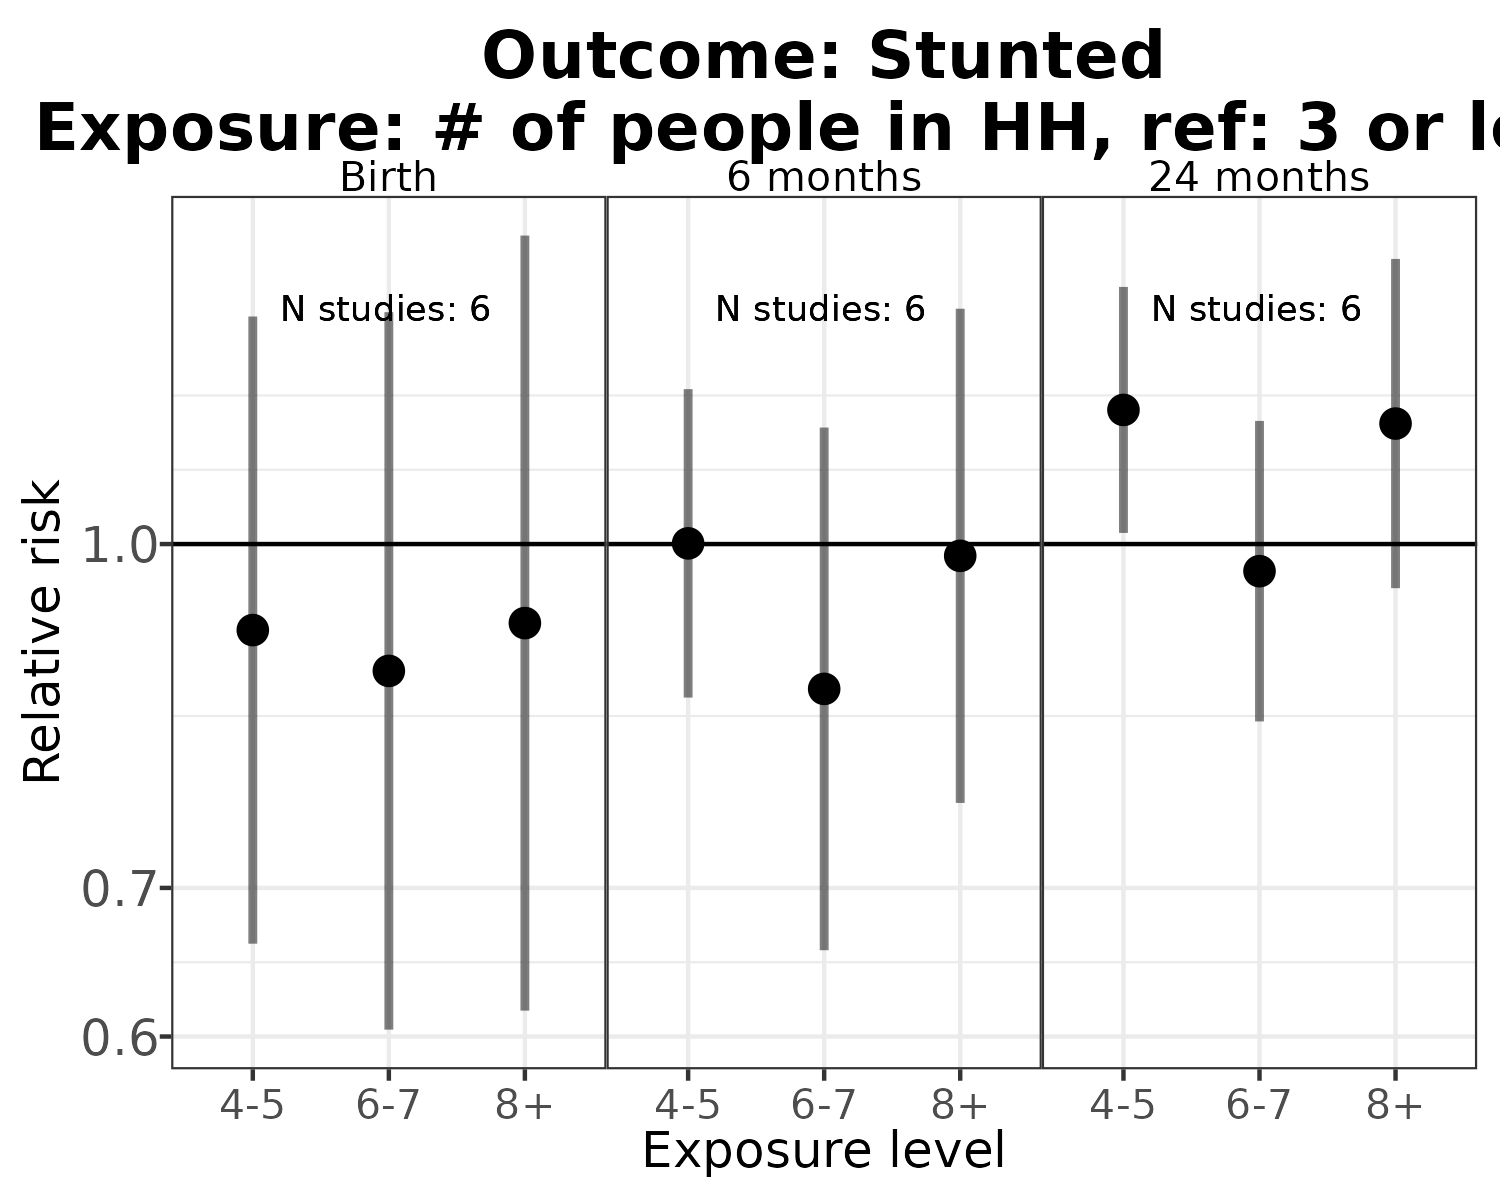 Outcome: Stunted
Exposure: # of people in HH, ref: 3 or le
Birth
6 months
24 months
N studies: 6
N studies: 6
N studies: 6
Relative risk
1.0
0.7
0.6
4-5
6-7
8+
4-5
6-7
8+
4-5
6-7
8+
Exposure level